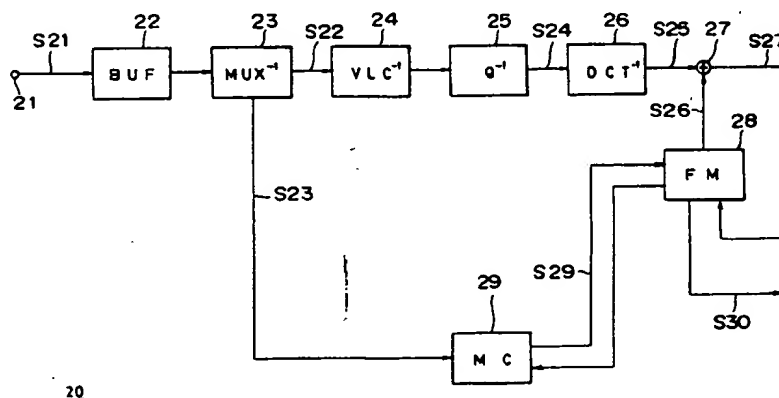 22 23 24 25 26
S21 S22 S24 S25 27 S27
BUF MUX⁻¹ VLC⁻¹ Q⁻¹ DCT⁻¹
21
S26 28
FM
S23
S29
29
S30
MC
20